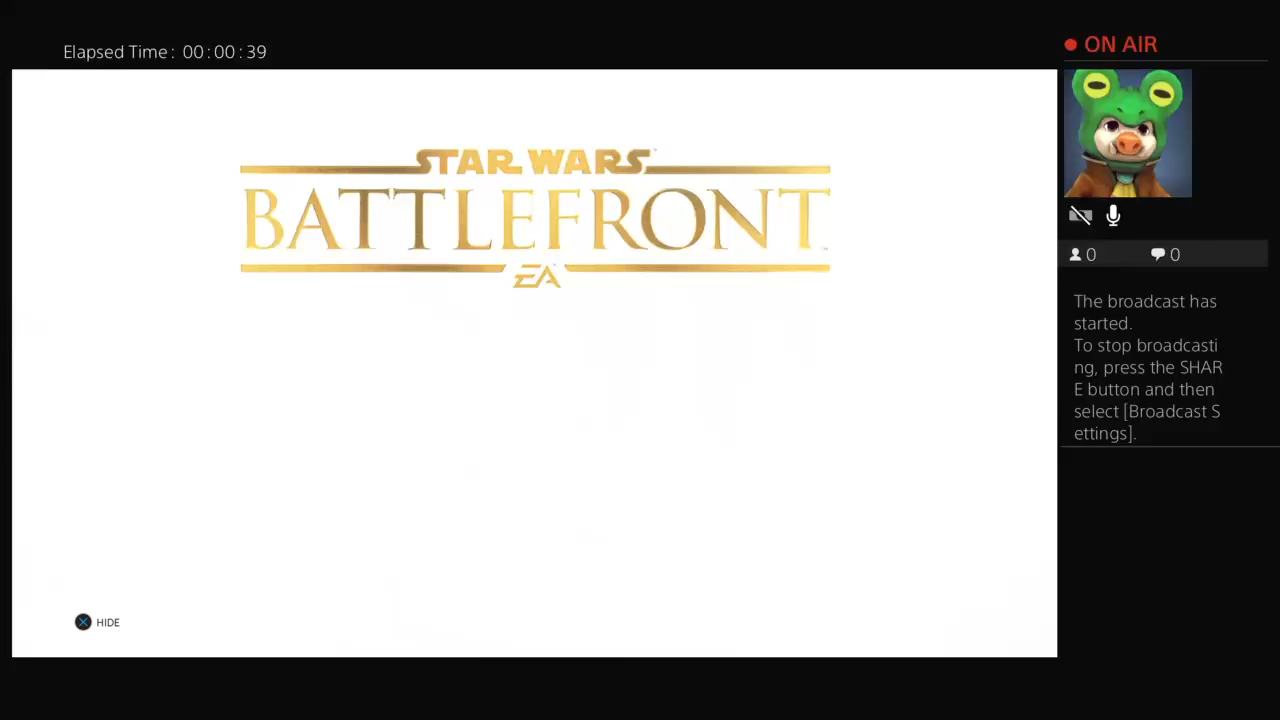 Elapsed Time: 00:00:39
ON AIR
STAR WARS
BATTLEFRONT
EA
0 0
The broadcast has
started.
To stop broadcasti
ng, press the SHAR
E button and then
select [Broadcast S
ettings].
HIDE